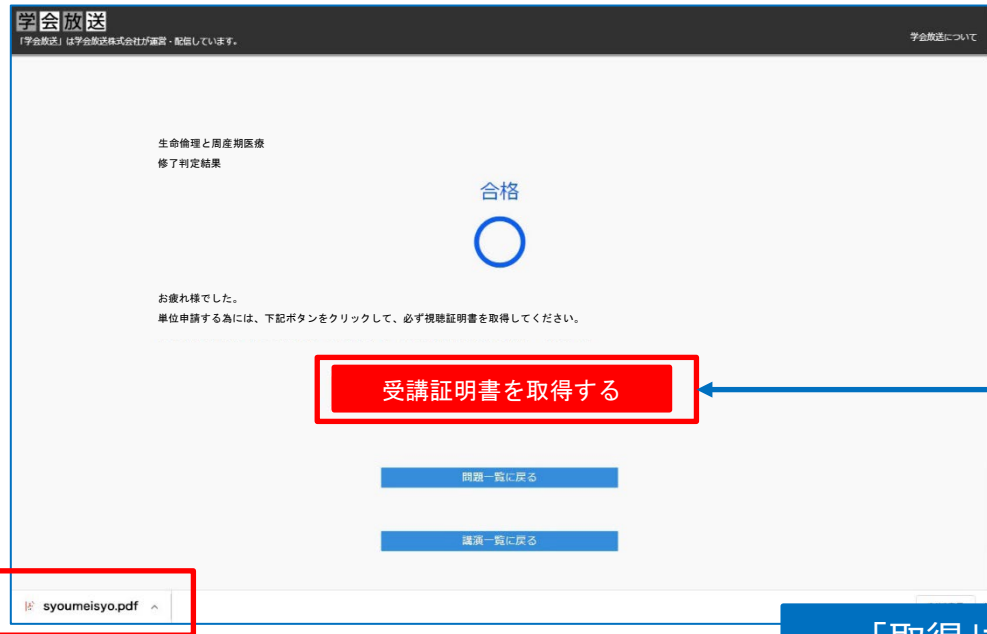 学会放送
「学会放送」は学会放送株式会社が運営・配信しています。
学会放送について
生命倫理と周産期医療
修了判定結果
合格
お疲れ様でした。
単位申請する為には、下記ボタンをクリックして、必ず視聴証明書を取得してください。
受講証明書を取得する
問題一覧に戻る
講演一覧に戻る
syoumeisyo.pdf